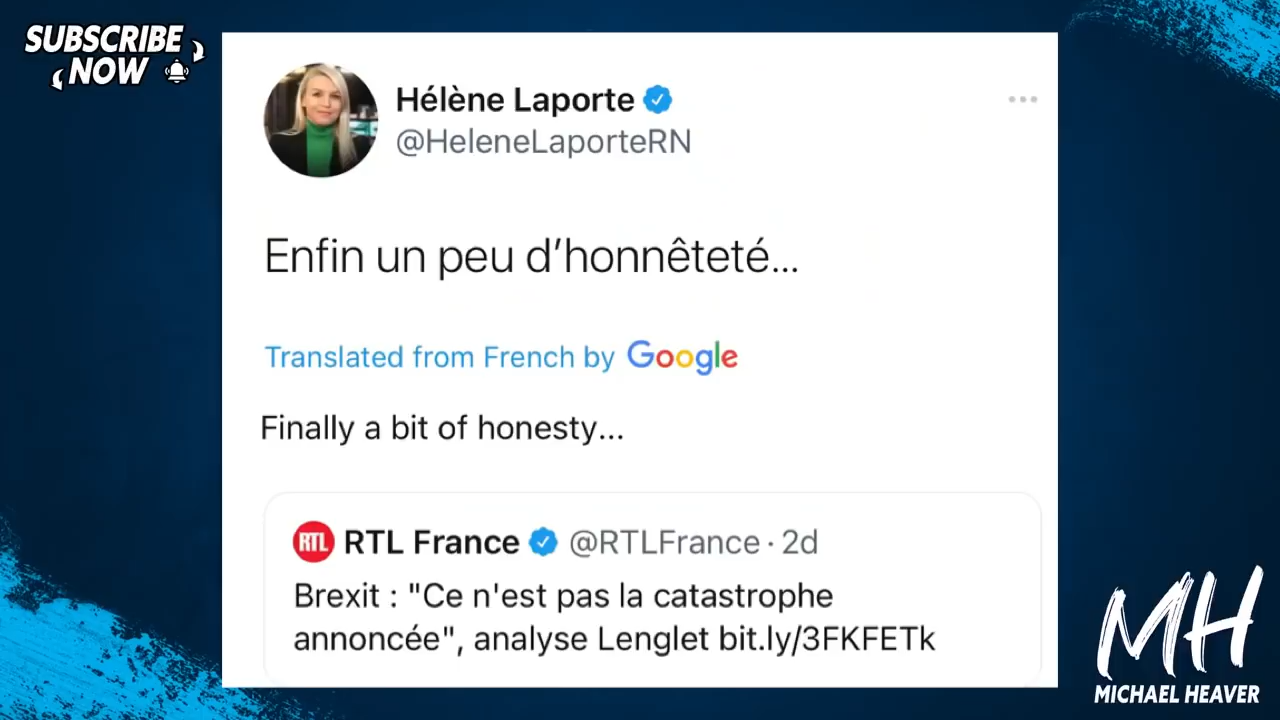 SUBSCRIBE
NOW
Hélène Laporte
@HeleneLaporteRN
Enfin un peu d’honnêteté...
Translated from French by Google
Finally a bit of honesty...
RTL RTL France @RTLFrance · 2d
Brexit : "Ce n'est pas la catastrophe
annoncée", analyse Lenglet bit.ly/3FKFETk
MH
MICHAEL HEAVER